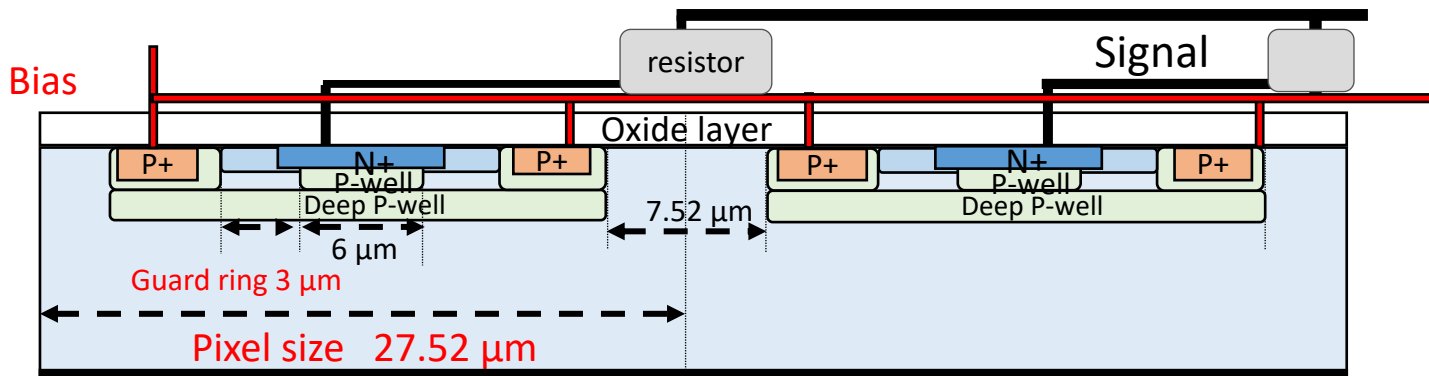 resistor
Signal
Bias
Oxide layer
P+ N+ P+ P+ N+ P+
P-well P-well
Deep P-well Deep P-well
7.52 µm
6 µm
Guard ring 3 µm
Pixel size 27.52 µm